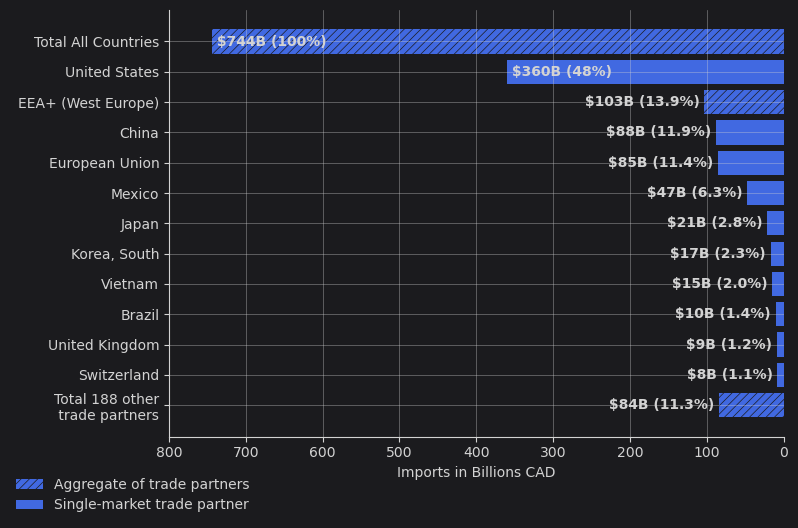 Total All Countries $744B (100%)
United States $360B (48%)
EEA+ (West Europe) $103B (13.9%)
China $88B (11.9%)
European Union $85B (11.4%)
Mexico $47B (6.3%)
Japan $21B (2.8%)
Korea, South $17B (2.3%)
Vietnam $15B (2.0%)
Brazil $10B (1.4%)
United Kingdom $9B (1.2%)
Switzerland $8B (1.1%)
Total 188 other
trade partners $84B (11.3%)
800 700 600 500 400 300 200 100 0
Imports in Billions CAD
Aggregate of trade partners
Single-market trade partner